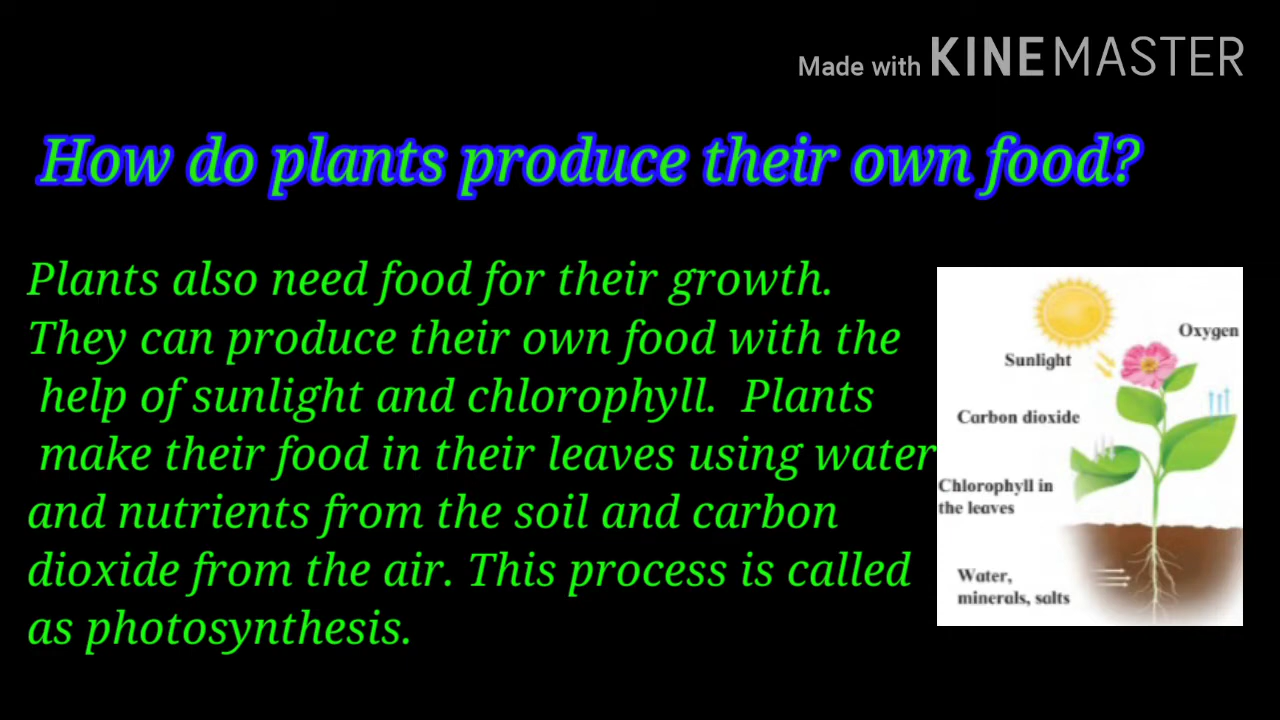 Made with KINEMASTER
How do plants produce their own food?
Plants also need food for their growth.
They can produce their own food with the
help of sunlight and chlorophyll. Plants
make their food in their leaves using water
and nutrients from the soil and carbon
dioxide from the air. This process is called
as photosynthesis.
Oxygen
Sunlight
Carbon dioxide
Chlorophyll in
the leaves
Water,
minerals, salts